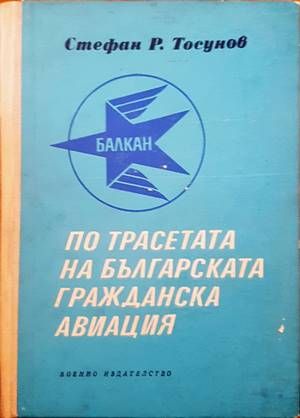 Стефан Р. Тосунов
БАЛКАН
ПО ТРАСЕТАТА
НА БЪЛГАРСКАТА
ГРАЖДАНСКА
АВИАЦИЯ
ВОЕННО ИЗДАТЕЛСТВО